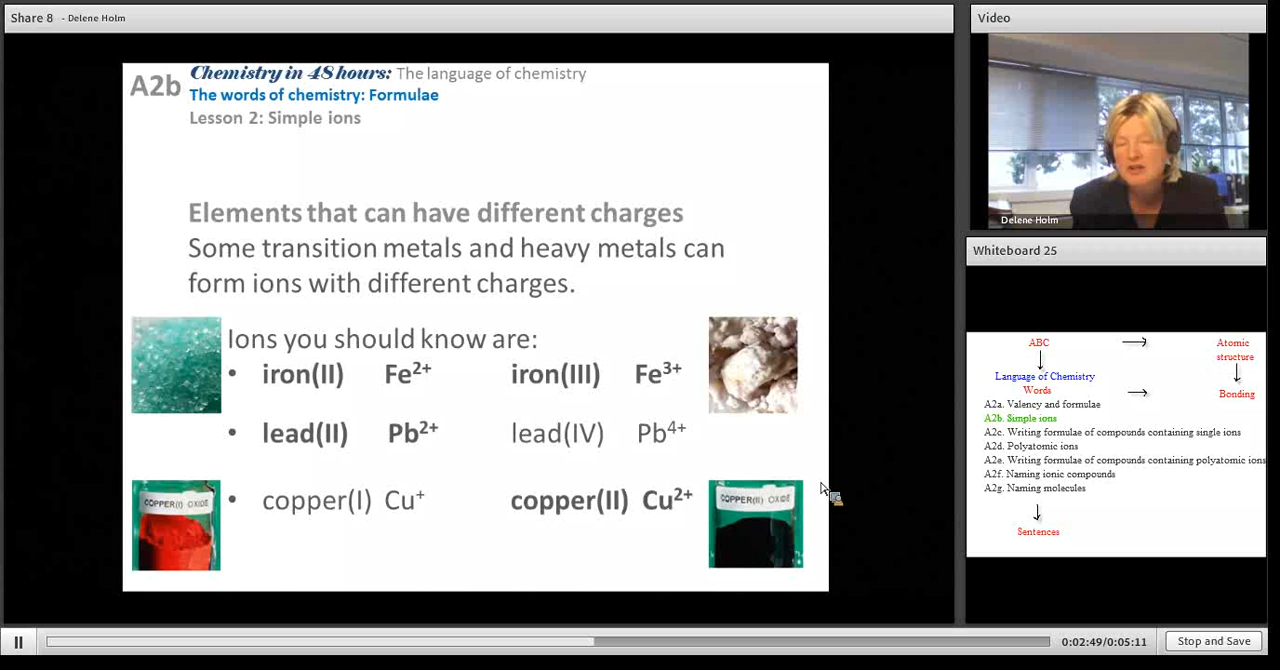 Share 8 - Delene Holm
A2b
Chemistry in 48 hours: The language of chemistry
The words of chemistry: Formulae
Lesson 2: Simple ions
Elements that can have different charges
Some transition metals and heavy metals can
form ions with different charges.
Ions you should know are:
• iron(II) Fe²⁺ iron(III) Fe³⁺
• lead(II) Pb²⁺ lead(IV) Pb⁴⁺
COPPER(I) OXIDE
• copper(I) Cu⁺ copper(II) Cu²⁺
COPPER(II) OXIDE
Video
Delene Holm
Whiteboard 25
ABC
Atomic
structure
Language of Chemistry
Words
Bonding
A2a. Valency and formulae
A2b. Simple ions
A2c. Writing formulae of compounds containing single ions
A2d. Polyatomic ions
A2e. Writing formulae of compounds containing polyatomic ions
A2f. Naming ionic compounds
A2g. Naming molecules
Sentences
0:02:49/0:05:11
Stop and Save